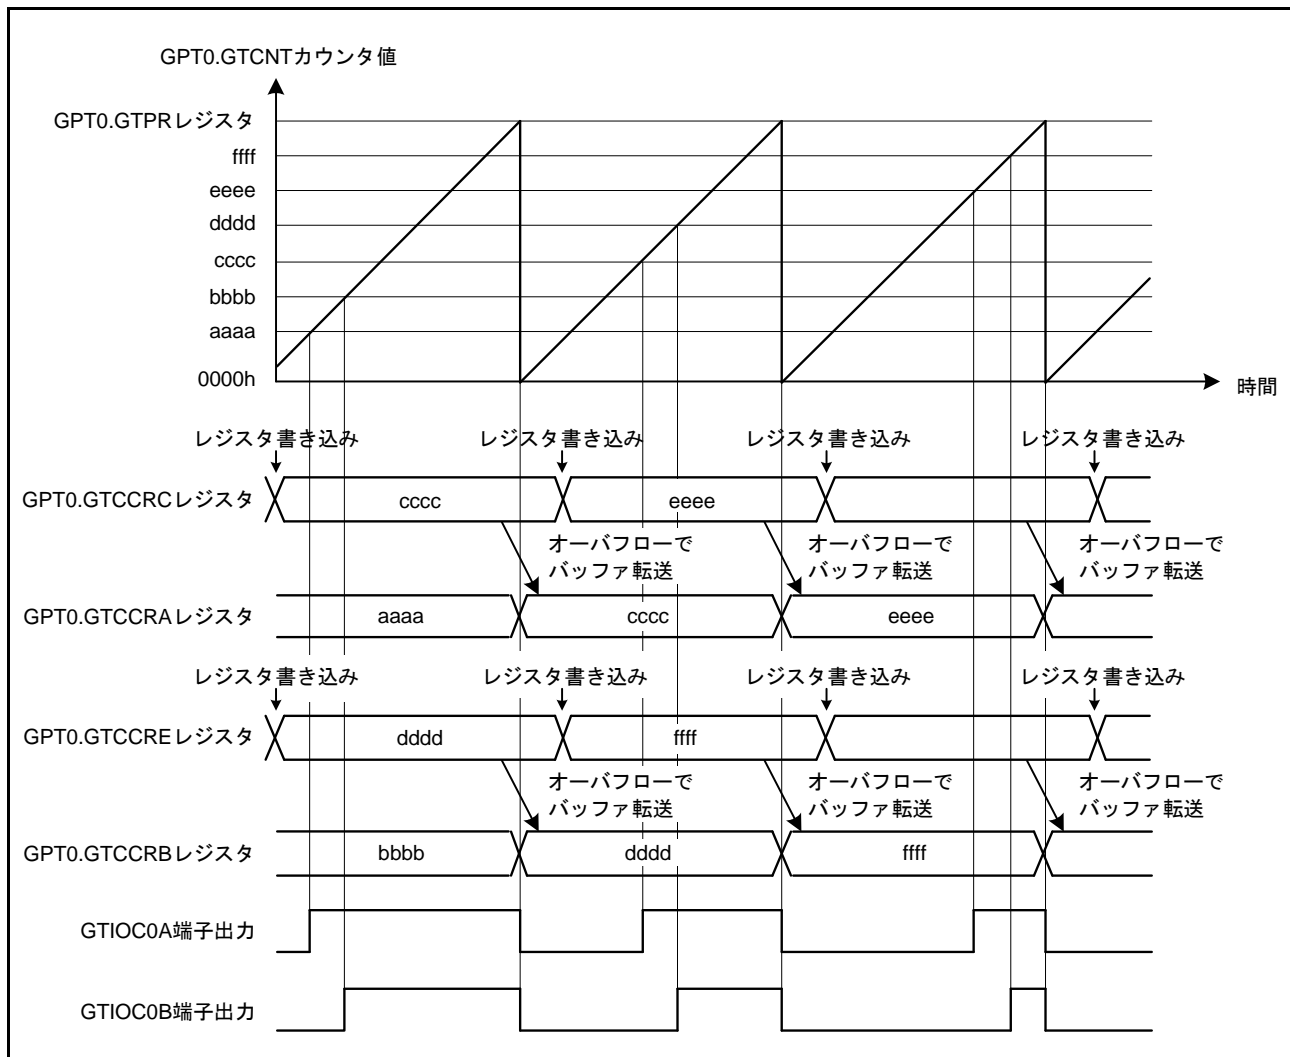 GPT0.GTCNTカウンタ値
GPT0.GTPRレジスタ
ffff
eeee
dddd
cccc
bbbb
aaaa
0000h
時間
レジスタ書き込み
レジスタ書き込み
レジスタ書き込み
レジスタ書き込み
GPT0.GTCCRCレジスタ
cccc
eeee
オーバフローで
バッファ転送
オーバフローで
バッファ転送
オーバフローで
バッファ転送
GPT0.GTCCRAレジスタ
aaaa
cccc
eeee
レジスタ書き込み
レジスタ書き込み
レジスタ書き込み
レジスタ書き込み
GPT0.GTCCREレジスタ
dddd
ffff
オーバフローで
バッファ転送
オーバフローで
バッファ転送
オーバフローで
バッファ転送
GPT0.GTCCRBレジスタ
bbbb
dddd
ffff
GTIOC0A端子出力
GTIOC0B端子出力